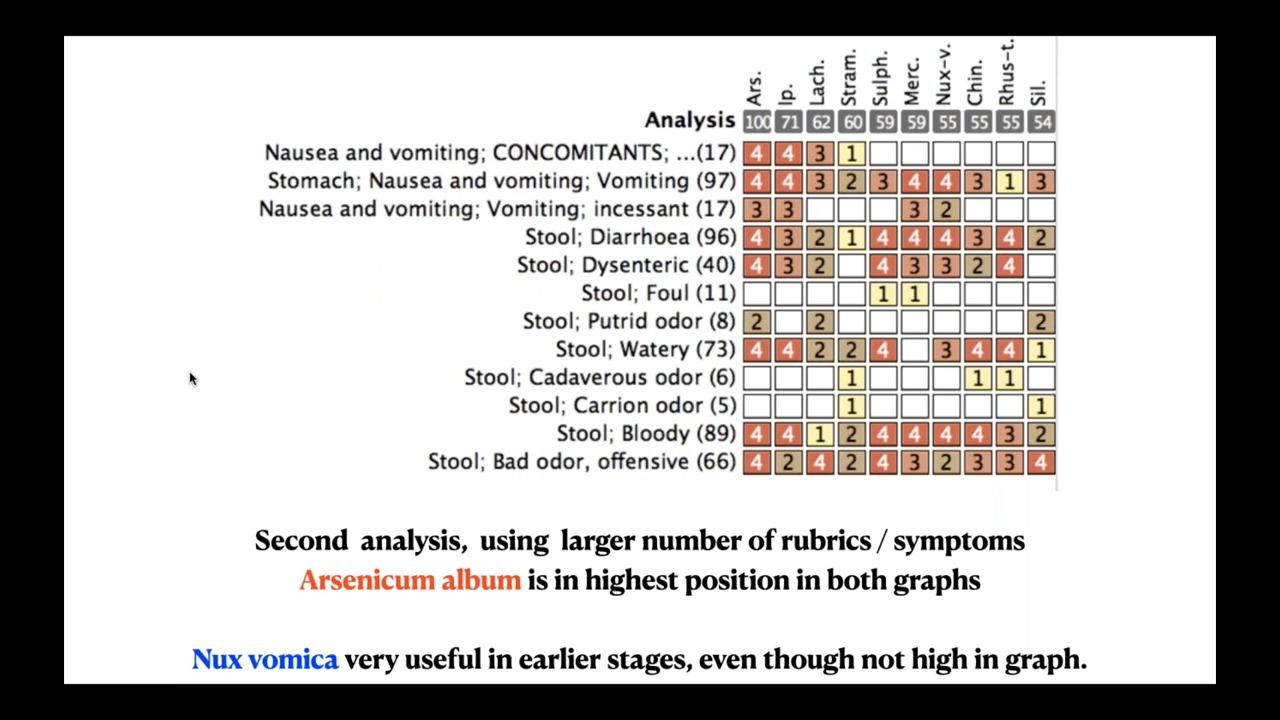 Ars. Ip. Lach. Stram. Sulph. Merc. Nux-v. Chin. Rhus-t. Sil.
Analysis 100 71 62 60 59 59 55 55 55 54
Nausea and vomiting; CONCOMITANTS; ...(17) 4 4 3 1
Stomach; Nausea and vomiting; Vomiting (97) 4 4 3 2 3 4 4 3 1 3
Nausea and vomiting; Vomiting; incessant (17) 3 3 3 2
Stool; Diarrhoea (96) 4 3 2 1 4 4 4 3 4 2
Stool; Dysenteric (40) 4 3 2 4 3 3 2 4
Stool; Foul (11) 1 1
Stool; Putrid odor (8) 2 2 2
Stool; Watery (73) 4 4 2 2 4 3 4 4 1
Stool; Cadaverous odor (6) 1 1 1
Stool; Carrion odor (5) 1 1
Stool; Bloody (89) 4 4 1 2 4 4 4 4 3 2
Stool; Bad odor, offensive (66) 4 2 4 2 4 3 2 3 3 4
Second analysis, using larger number of rubrics / symptoms
Arsenicum album is in highest position in both graphs
Nux vomica very useful in earlier stages, even though not high in graph.